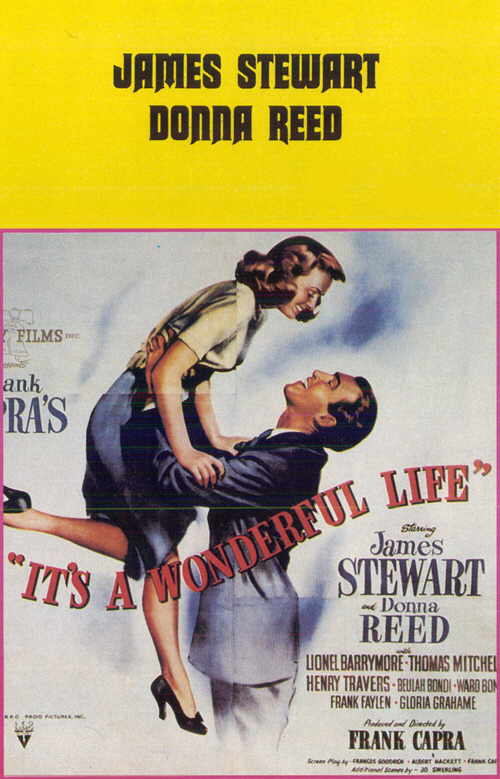 JAMES STEWART
DONNA REED
FILMS INC.
ank
RA'S
"IT'S A WONDERFUL LIFE"
Starring
James
STEWART
and Donna
REED
with
LIONEL BARRYMORE · THOMAS MITCHEL
HENRY TRAVERS · BEULAH BONDI · WARD BON
FRANK FAYLEN · GLORIA GRAHAME
Produced and Directed by
FRANK CAPRA
Screen Play by FRANCES GOODRICH · ALBERT HACKETT · FRANK CA
Additional Scenes by - JO SWERLING
RADIO PICTURES, INC.